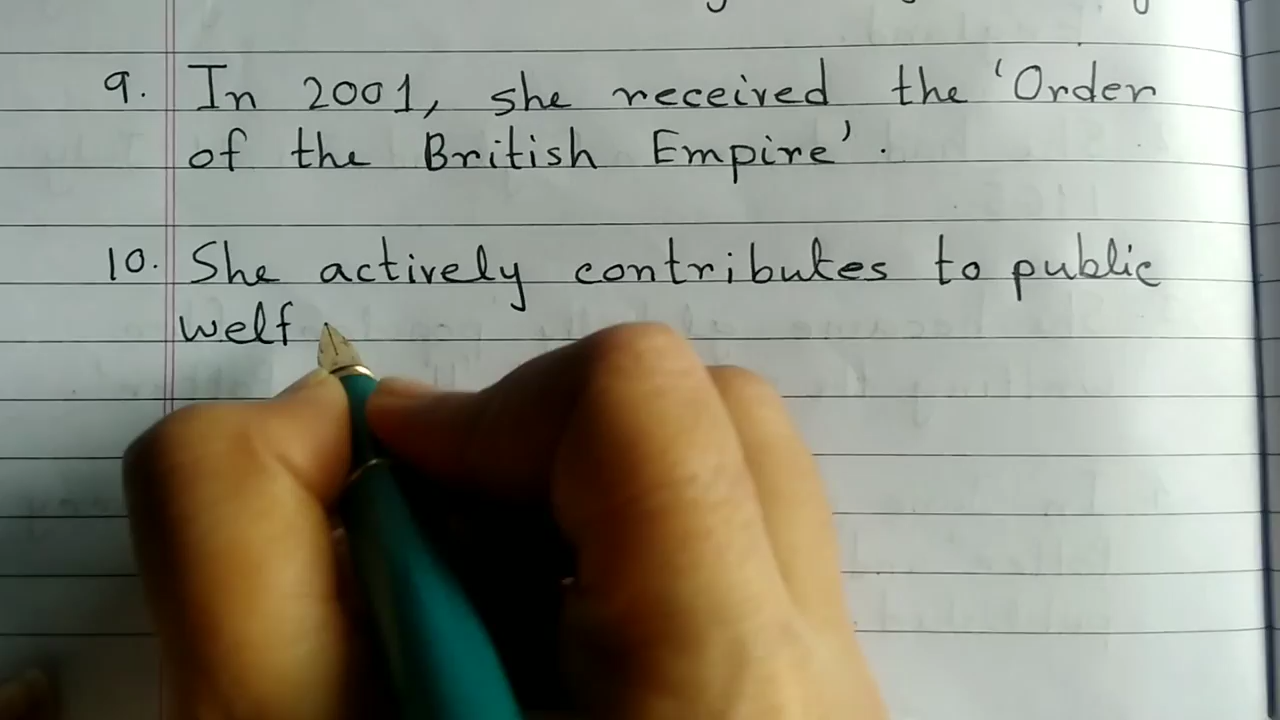 9. In 2001, she received the 'Order
of the British Empire'.
10. She actively contributes to public
welf